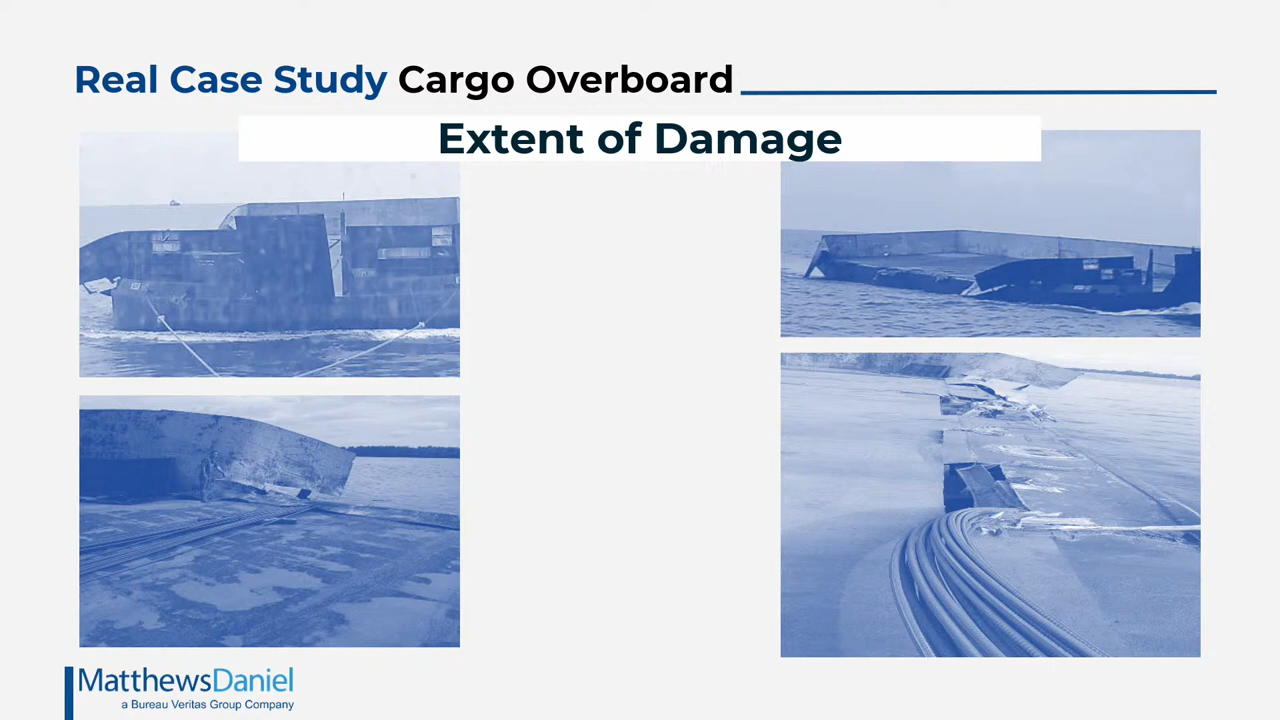 Real Case Study Cargo Overboard
Extent of Damage
MatthewsDaniel
a Bureau Veritas Group Company